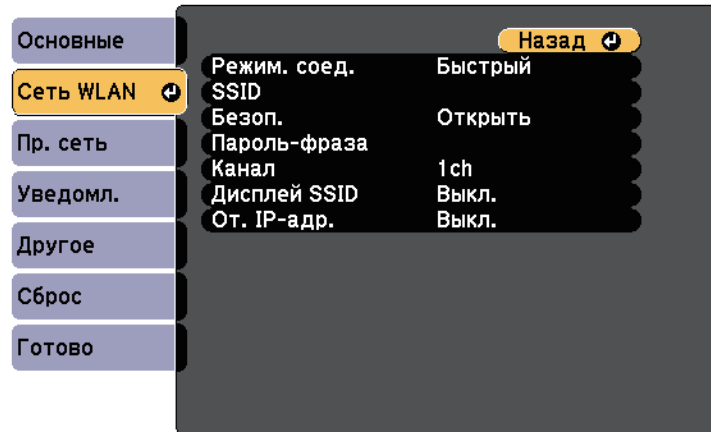 Основные
Сеть WLAN
Пр. сеть
Уведомл.
Другое
Сброс
Готово
Назад
Режим. соед. Быстрый
SSID
Безоп. Открыть
Пароль-фраза
Канал 1ch
Дисплей SSID Выкл.
От. IP-адр. Выкл.